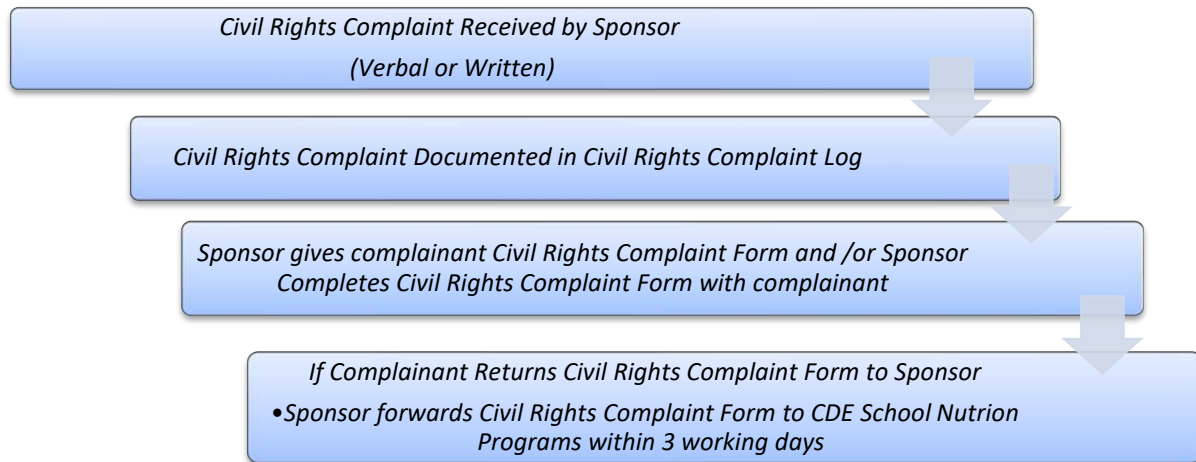 Civil Rights Complaint Received by Sponsor
(Verbal or Written)
Civil Rights Complaint Documented in Civil Rights Complaint Log
Sponsor gives complainant Civil Rights Complaint Form and /or Sponsor
Completes Civil Rights Complaint Form with complainant
If Complainant Returns Civil Rights Complaint Form to Sponsor
•Sponsor forwards Civil Rights Complaint Form to CDE School Nutrion
Programs within 3 working days